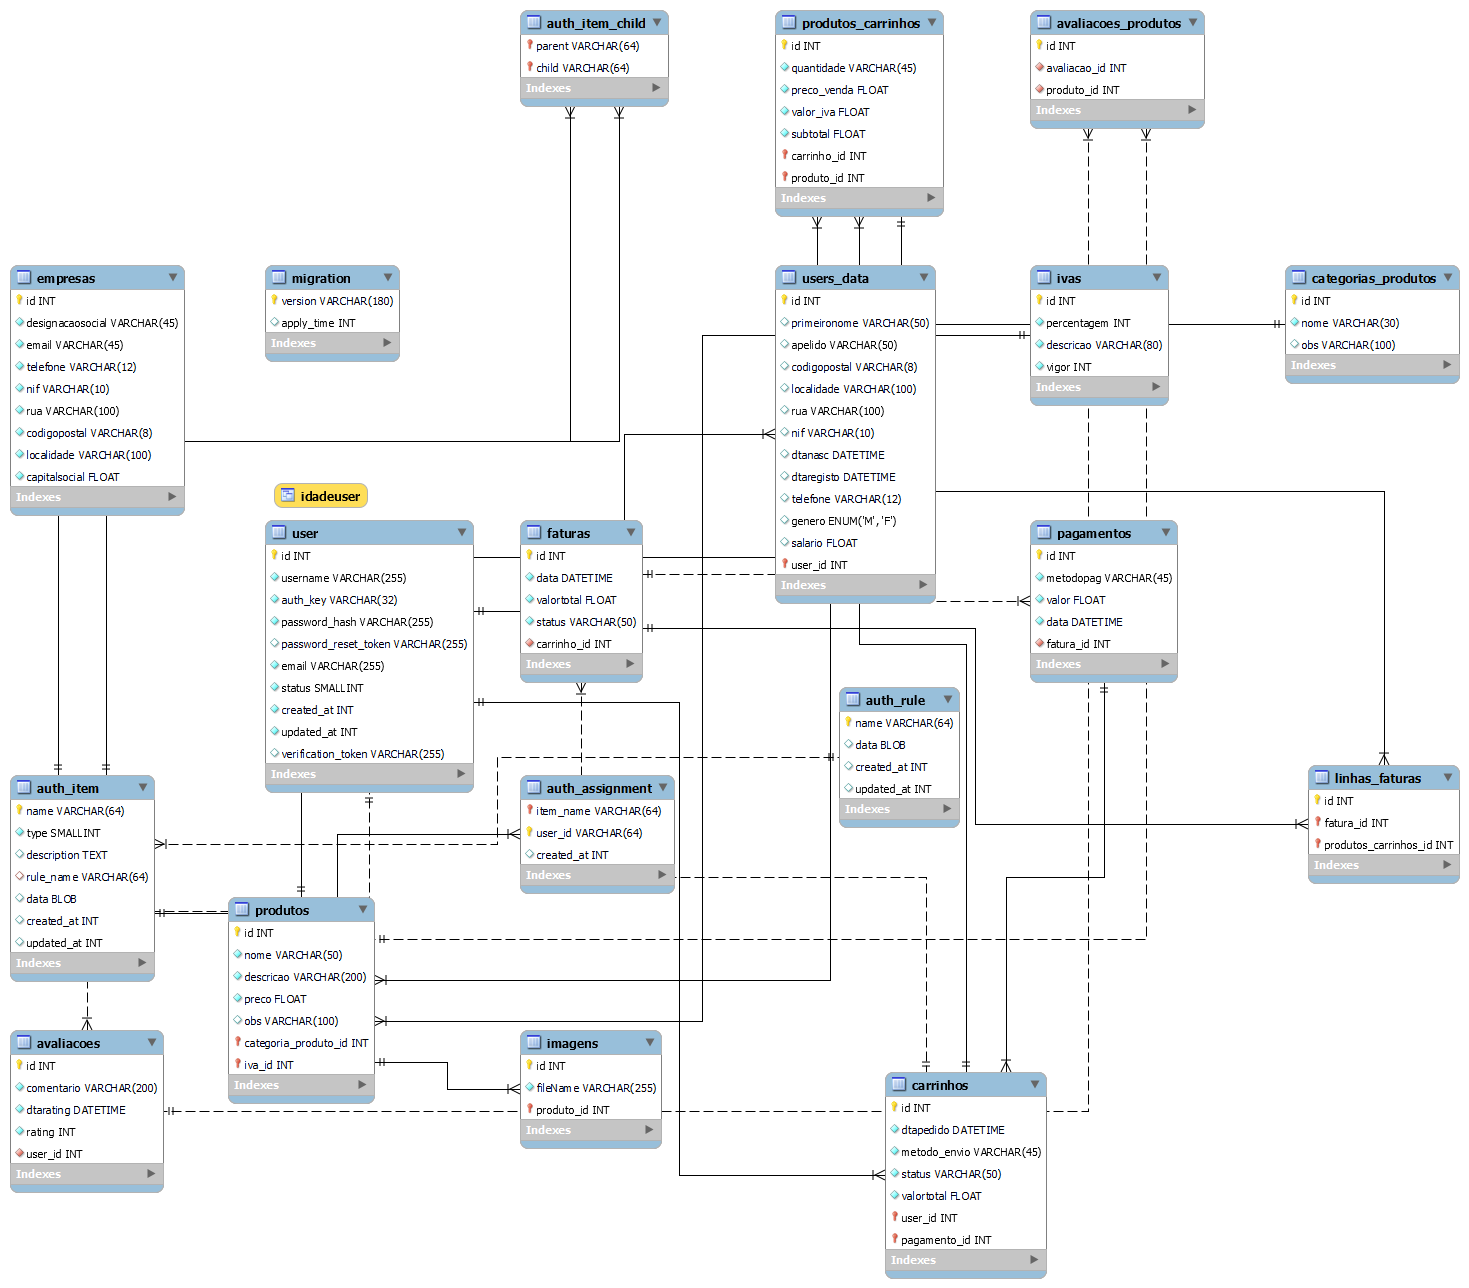 auth_item_child
parent VARCHAR(64)
child VARCHAR(64)
Indexes
produtos_carrinhos
id INT
quantidade VARCHAR(45)
preco_venda FLOAT
valor_iva FLOAT
subtotal FLOAT
carrinho_id INT
produto_id INT
Indexes
avaliacoes_produtos
id INT
avaliacao_id INT
produto_id INT
Indexes
empresas
id INT
designacaosocial VARCHAR(45)
email VARCHAR(45)
telefone VARCHAR(12)
nif VARCHAR(10)
rua VARCHAR(100)
codigopostal VARCHAR(8)
localidade VARCHAR(100)
capitalsocial FLOAT
Indexes
migration
version VARCHAR(180)
apply_time INT
Indexes
users_data
id INT
primeironome VARCHAR(50)
apelido VARCHAR(50)
codigopostal VARCHAR(8)
localidade VARCHAR(100)
rua VARCHAR(100)
nif VARCHAR(10)
dtanasc DATETIME
dtaregisto DATETIME
telefone VARCHAR(12)
genero ENUM('M', 'F')
salario FLOAT
user_id INT
Indexes
ivas
id INT
percentagem INT
descricao VARCHAR(80)
vigor INT
Indexes
categorias_produtos
id INT
nome VARCHAR(30)
obs VARCHAR(100)
Indexes
idadeuser
user
id INT
username VARCHAR(255)
auth_key VARCHAR(32)
password_hash VARCHAR(255)
password_reset_token VARCHAR(255)
email VARCHAR(255)
status SMALLINT
created_at INT
updated_at INT
verification_token VARCHAR(255)
Indexes
faturas
id INT
data DATETIME
valortotal FLOAT
status VARCHAR(50)
carrinho_id INT
Indexes
pagamentos
id INT
metodopag VARCHAR(45)
valor FLOAT
data DATETIME
fatura_id INT
Indexes
auth_rule
name VARCHAR(64)
data BLOB
created_at INT
updated_at INT
Indexes
auth_item
name VARCHAR(64)
type SMALLINT
description TEXT
rule_name VARCHAR(64)
data BLOB
created_at INT
updated_at INT
Indexes
auth_assignment
item_name VARCHAR(64)
user_id VARCHAR(64)
created_at INT
Indexes
linhas_faturas
id INT
fatura_id INT
produtos_carrinhos_id INT
Indexes
produtos
id INT
nome VARCHAR(50)
descricao VARCHAR(200)
preco FLOAT
obs VARCHAR(100)
categoria_produto_id INT
iva_id INT
Indexes
avaliacoes
id INT
comentario VARCHAR(200)
dtarating DATETIME
rating INT
user_id INT
Indexes
imagens
id INT
fileName VARCHAR(255)
produto_id INT
Indexes
carrinhos
id INT
dtapedido DATETIME
metodo_envio VARCHAR(45)
status VARCHAR(50)
valortotal FLOAT
user_id INT
pagamento_id INT
Indexes